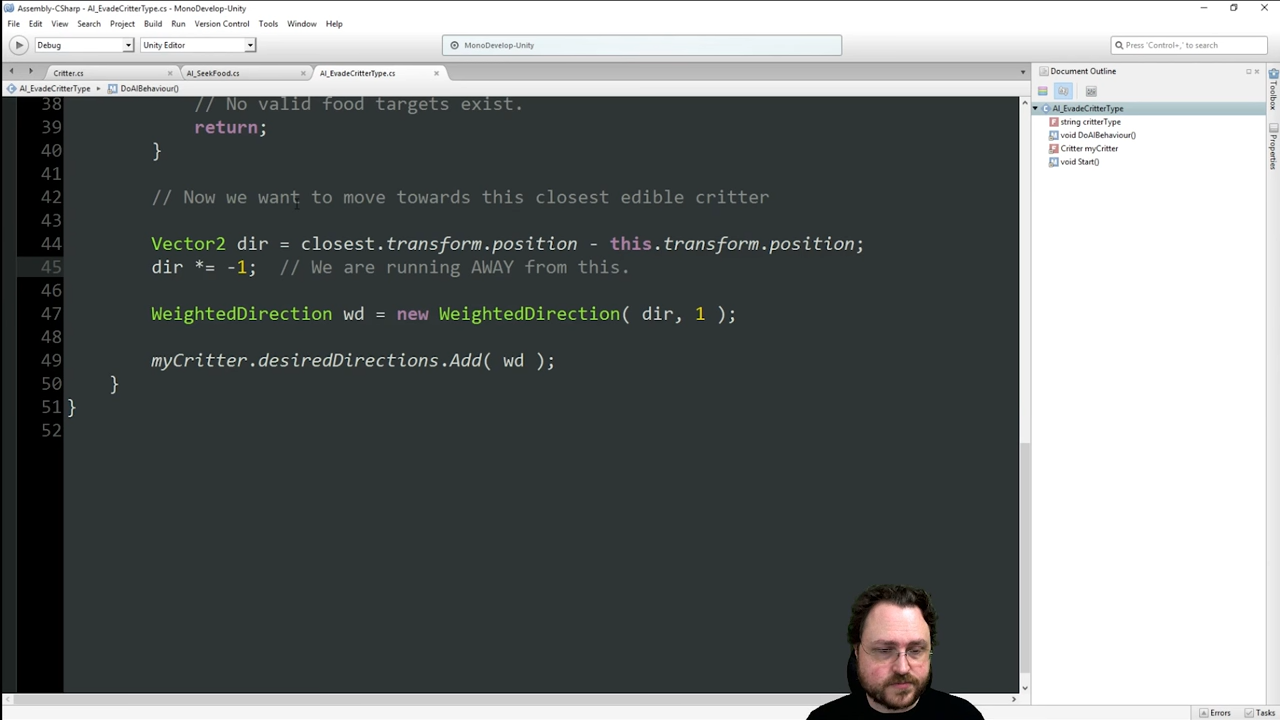 Assembly-CSharp - AI_EvadeCritterType.cs - MonoDevelop-Unity
File Edit View Search Project Build Run Version Control Tools Window Help
Debug Unity Editor MonoDevelop-Unity Press 'Control+,' to search
Critter.cs AI_SeekFood.cs AI_EvadeCritterType.cs
AI_EvadeCritterType DoAIBehaviour()
38 // No valid food targets exist.
39 return;
40 }
41
42 // Now we want to move towards this closest edible critter
43
44 Vector2 dir = closest.transform.position - this.transform.position;
45 dir *= -1; // We are running AWAY from this.
46
47 WeightedDirection wd = new WeightedDirection( dir, 1 );
48
49 myCritter.desiredDirections.Add( wd );
50 }
51 }
52
Document Outline
AI_EvadeCritterType
string critterType
void DoAIBehaviour()
Critter myCritter
void Start()
Toolbox
Properties
Errors Tasks